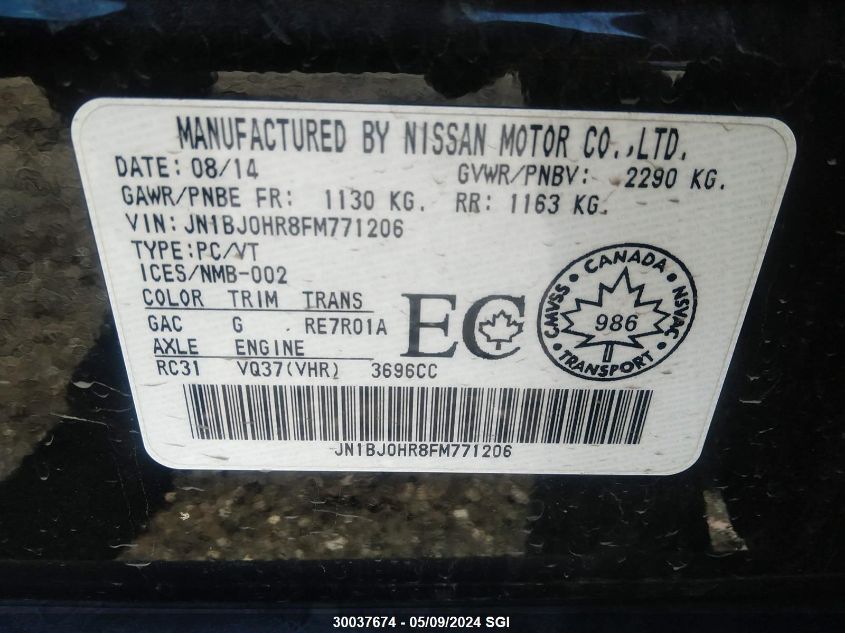 MANUFACTURED BY NISSAN MOTOR CO.,LTD.
DATE: 08/14 GVWR/PNBV: 2290 KG.
GAWR/PNBE FR: 1130 KG. RR: 1163 KG.
VIN: JN1BJ0HR8FM771206
TYPE:PC/VT
ICES/NMB-002
COLOR TRIM TRANS
GAC G RE7R01A
AXLE ENGINE
RC31 VQ37(VHR) 3696CC
EC
CANADA
CMVSS 986 NSVAC
TRANSPORT
JN1BJ0HR8FM771206
30037674 - 05/09/2024 SGI